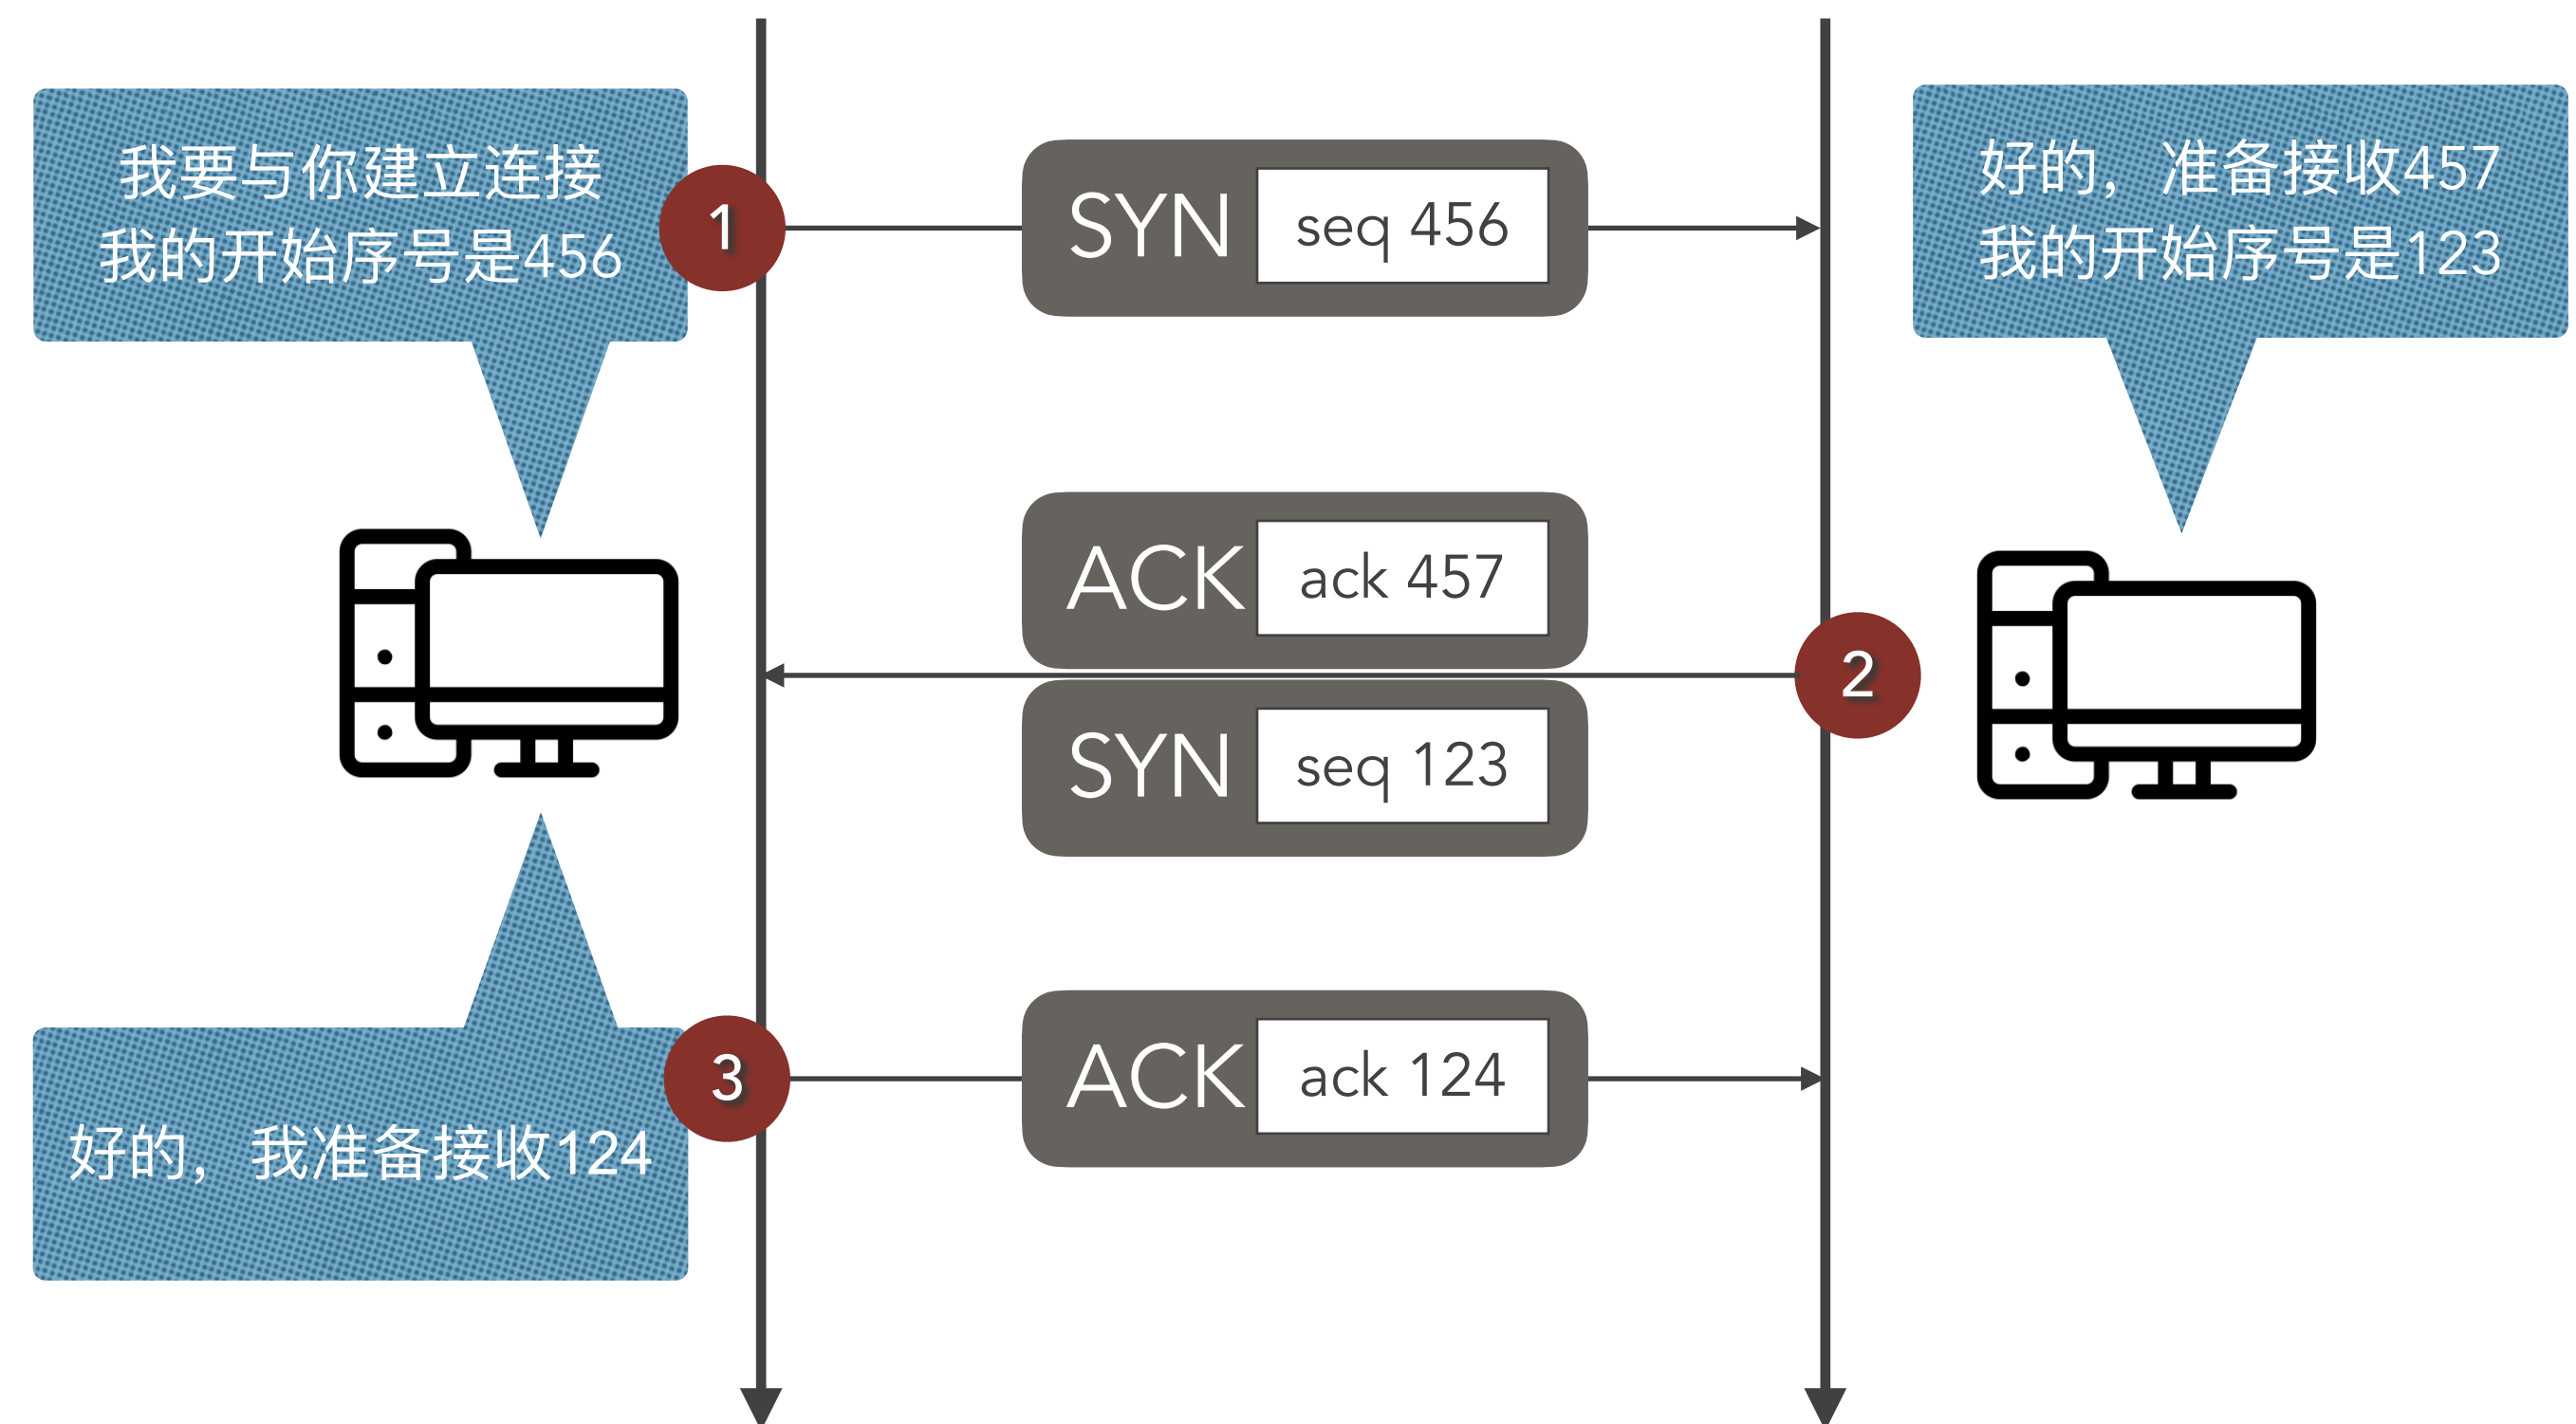 我要与你建立连接
我的开始序号是456
1
SYN
seq 456
好的，准备接收457
我的开始序号是123
ACK
ack 457
2
SYN
seq 123
3
ACK
ack 124
好的，我准备接收124